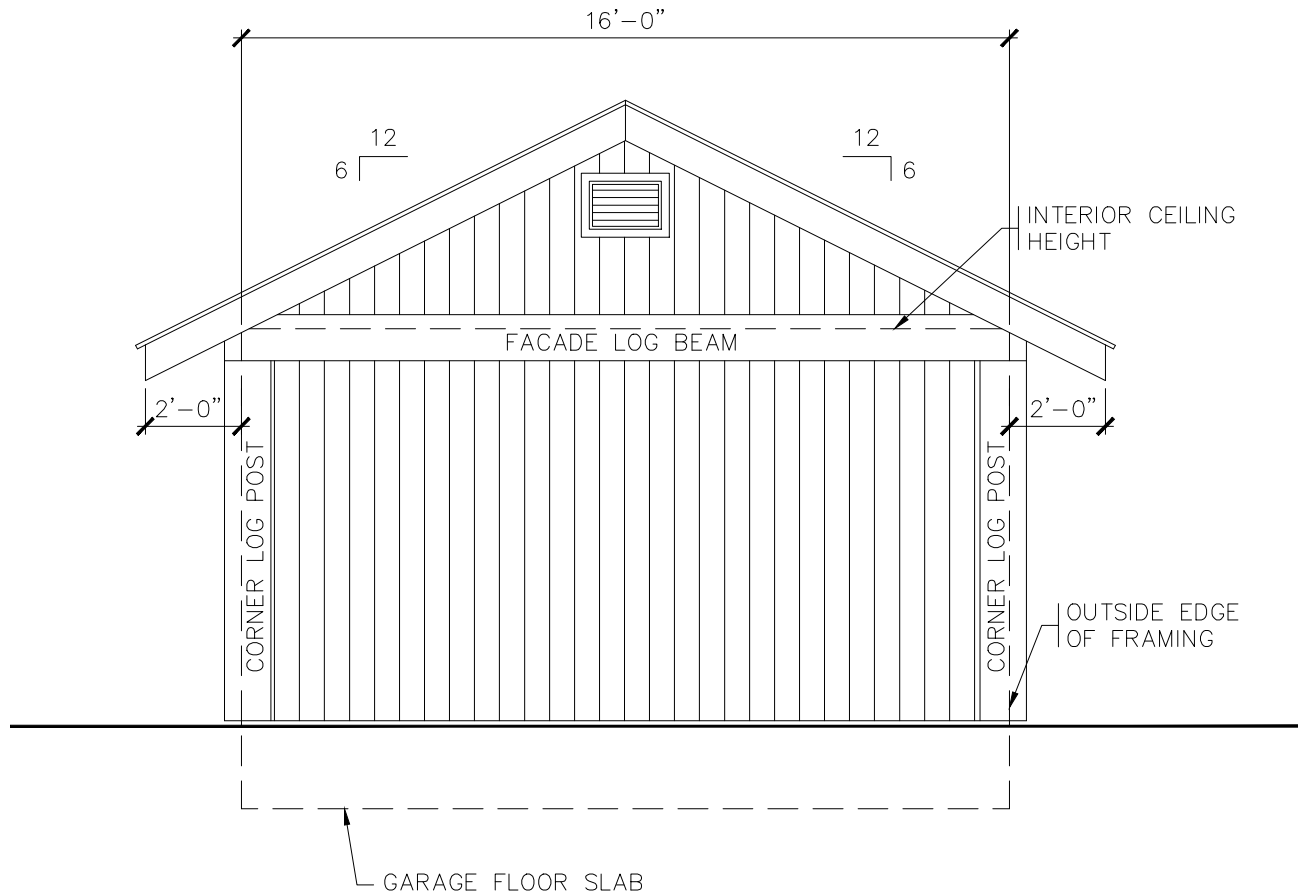 16'-0"
12
6
12
6
INTERIOR CEILING
HEIGHT
FACADE LOG BEAM
2'-0"
2'-0"
CORNER LOG POST
CORNER LOG POST
OUTSIDE EDGE
OF FRAMING
GARAGE FLOOR SLAB